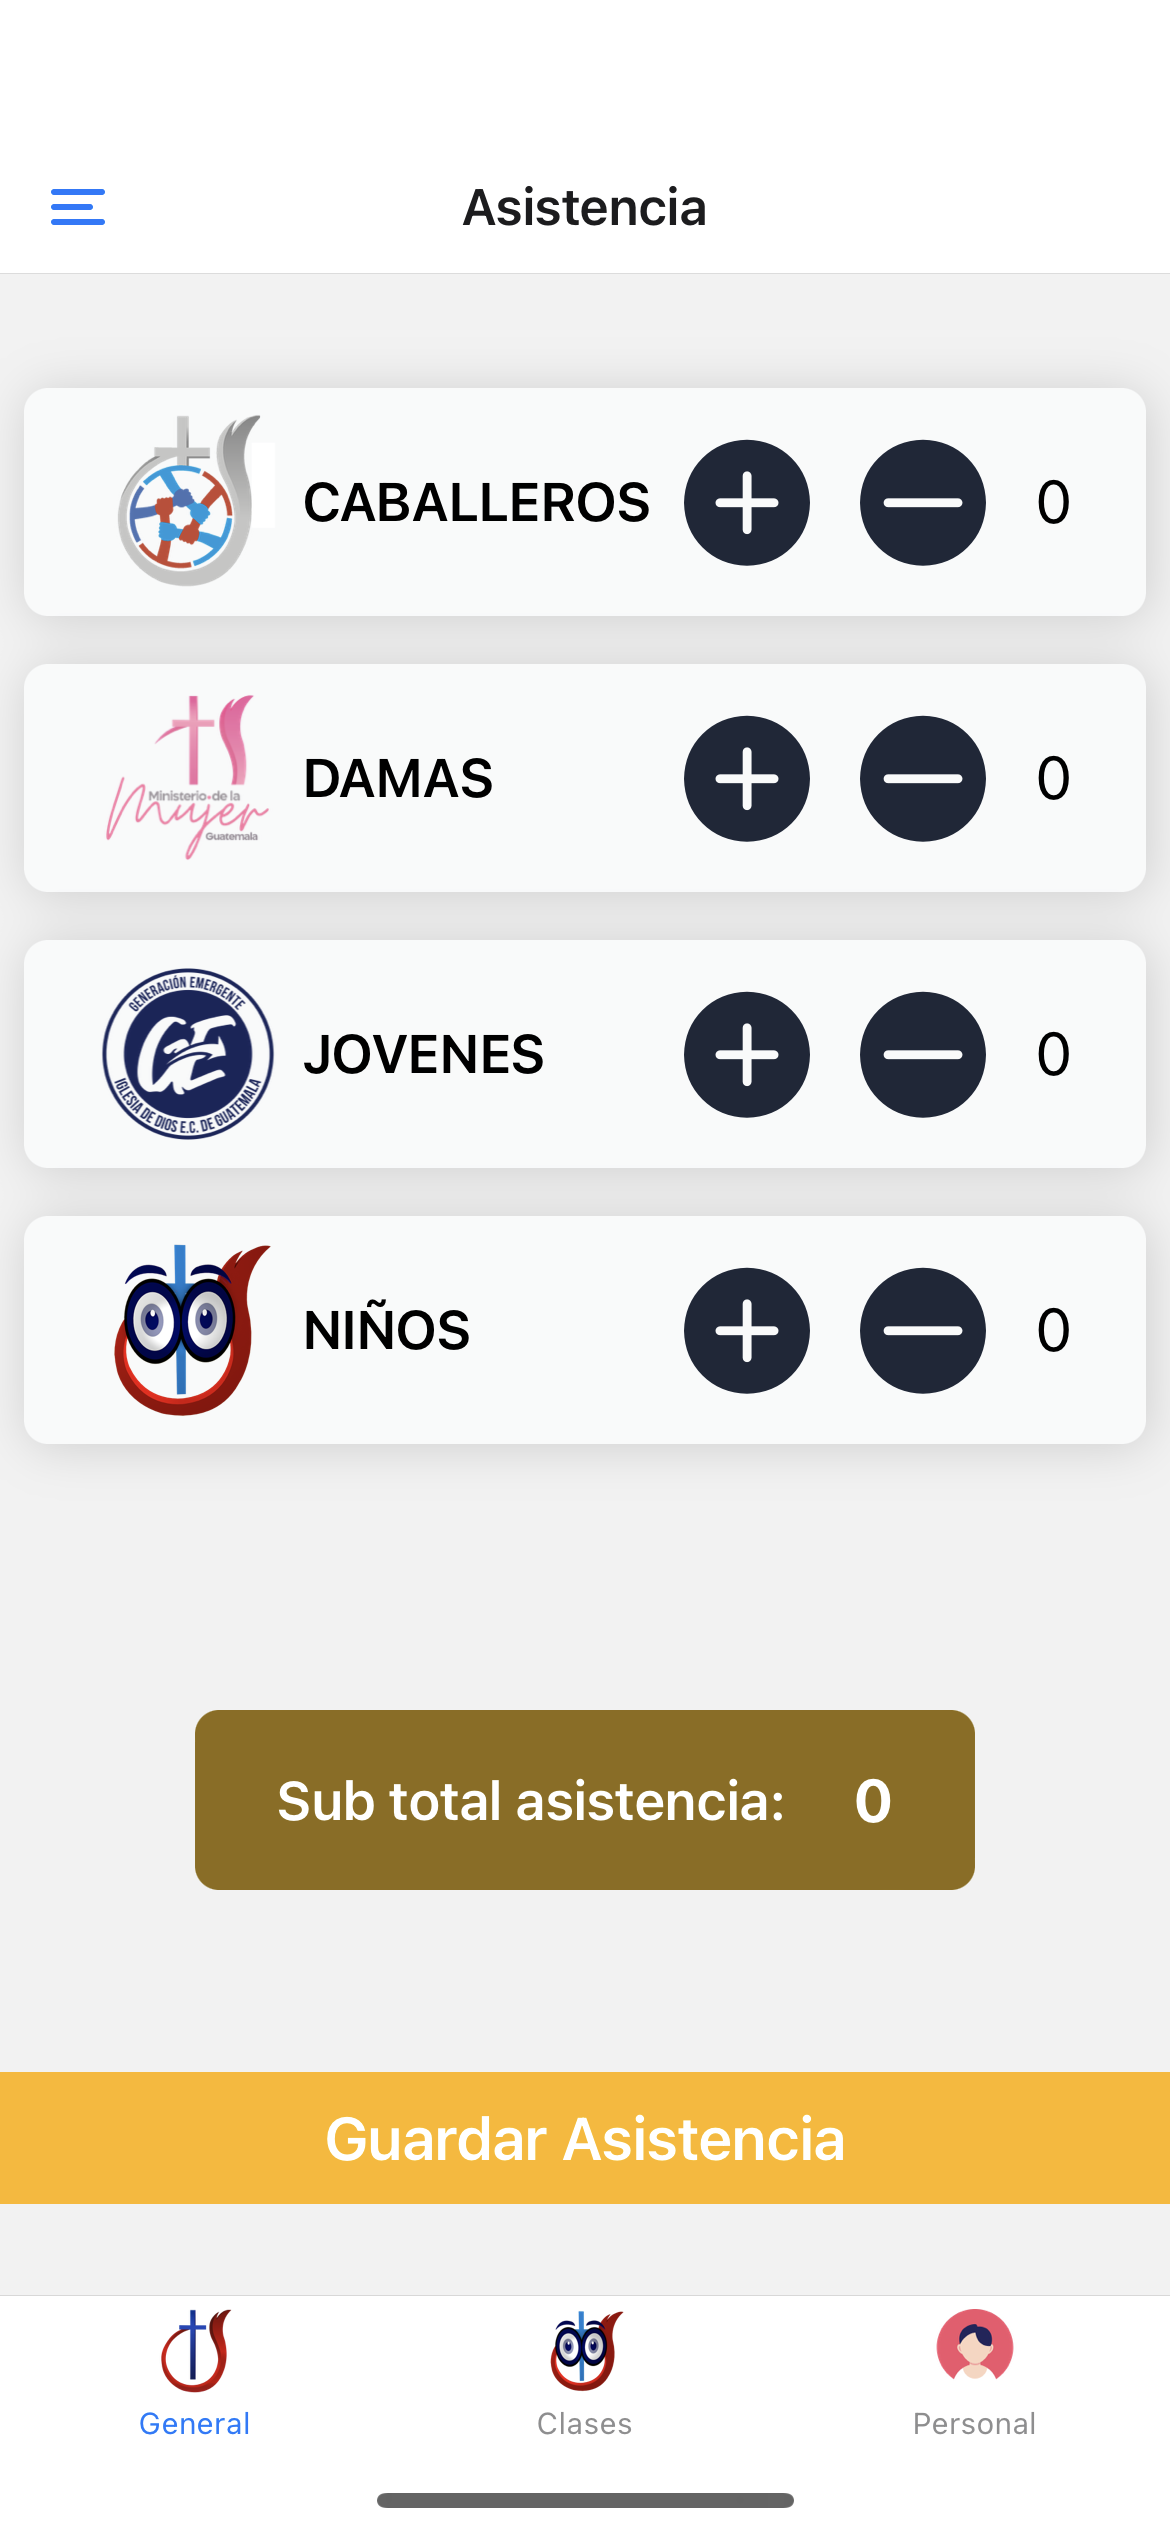 Asistencia
CABALLEROS 0
Ministerio de la
Mujer
Guatemala
DAMAS 0
GENERACIÓN EMERGENTE
GE
IGLESIA DE DIOS E.C. DE GUATEMALA
JOVENES 0
NIÑOS 0
Sub total asistencia: 0
Guardar Asistencia
General Clases Personal